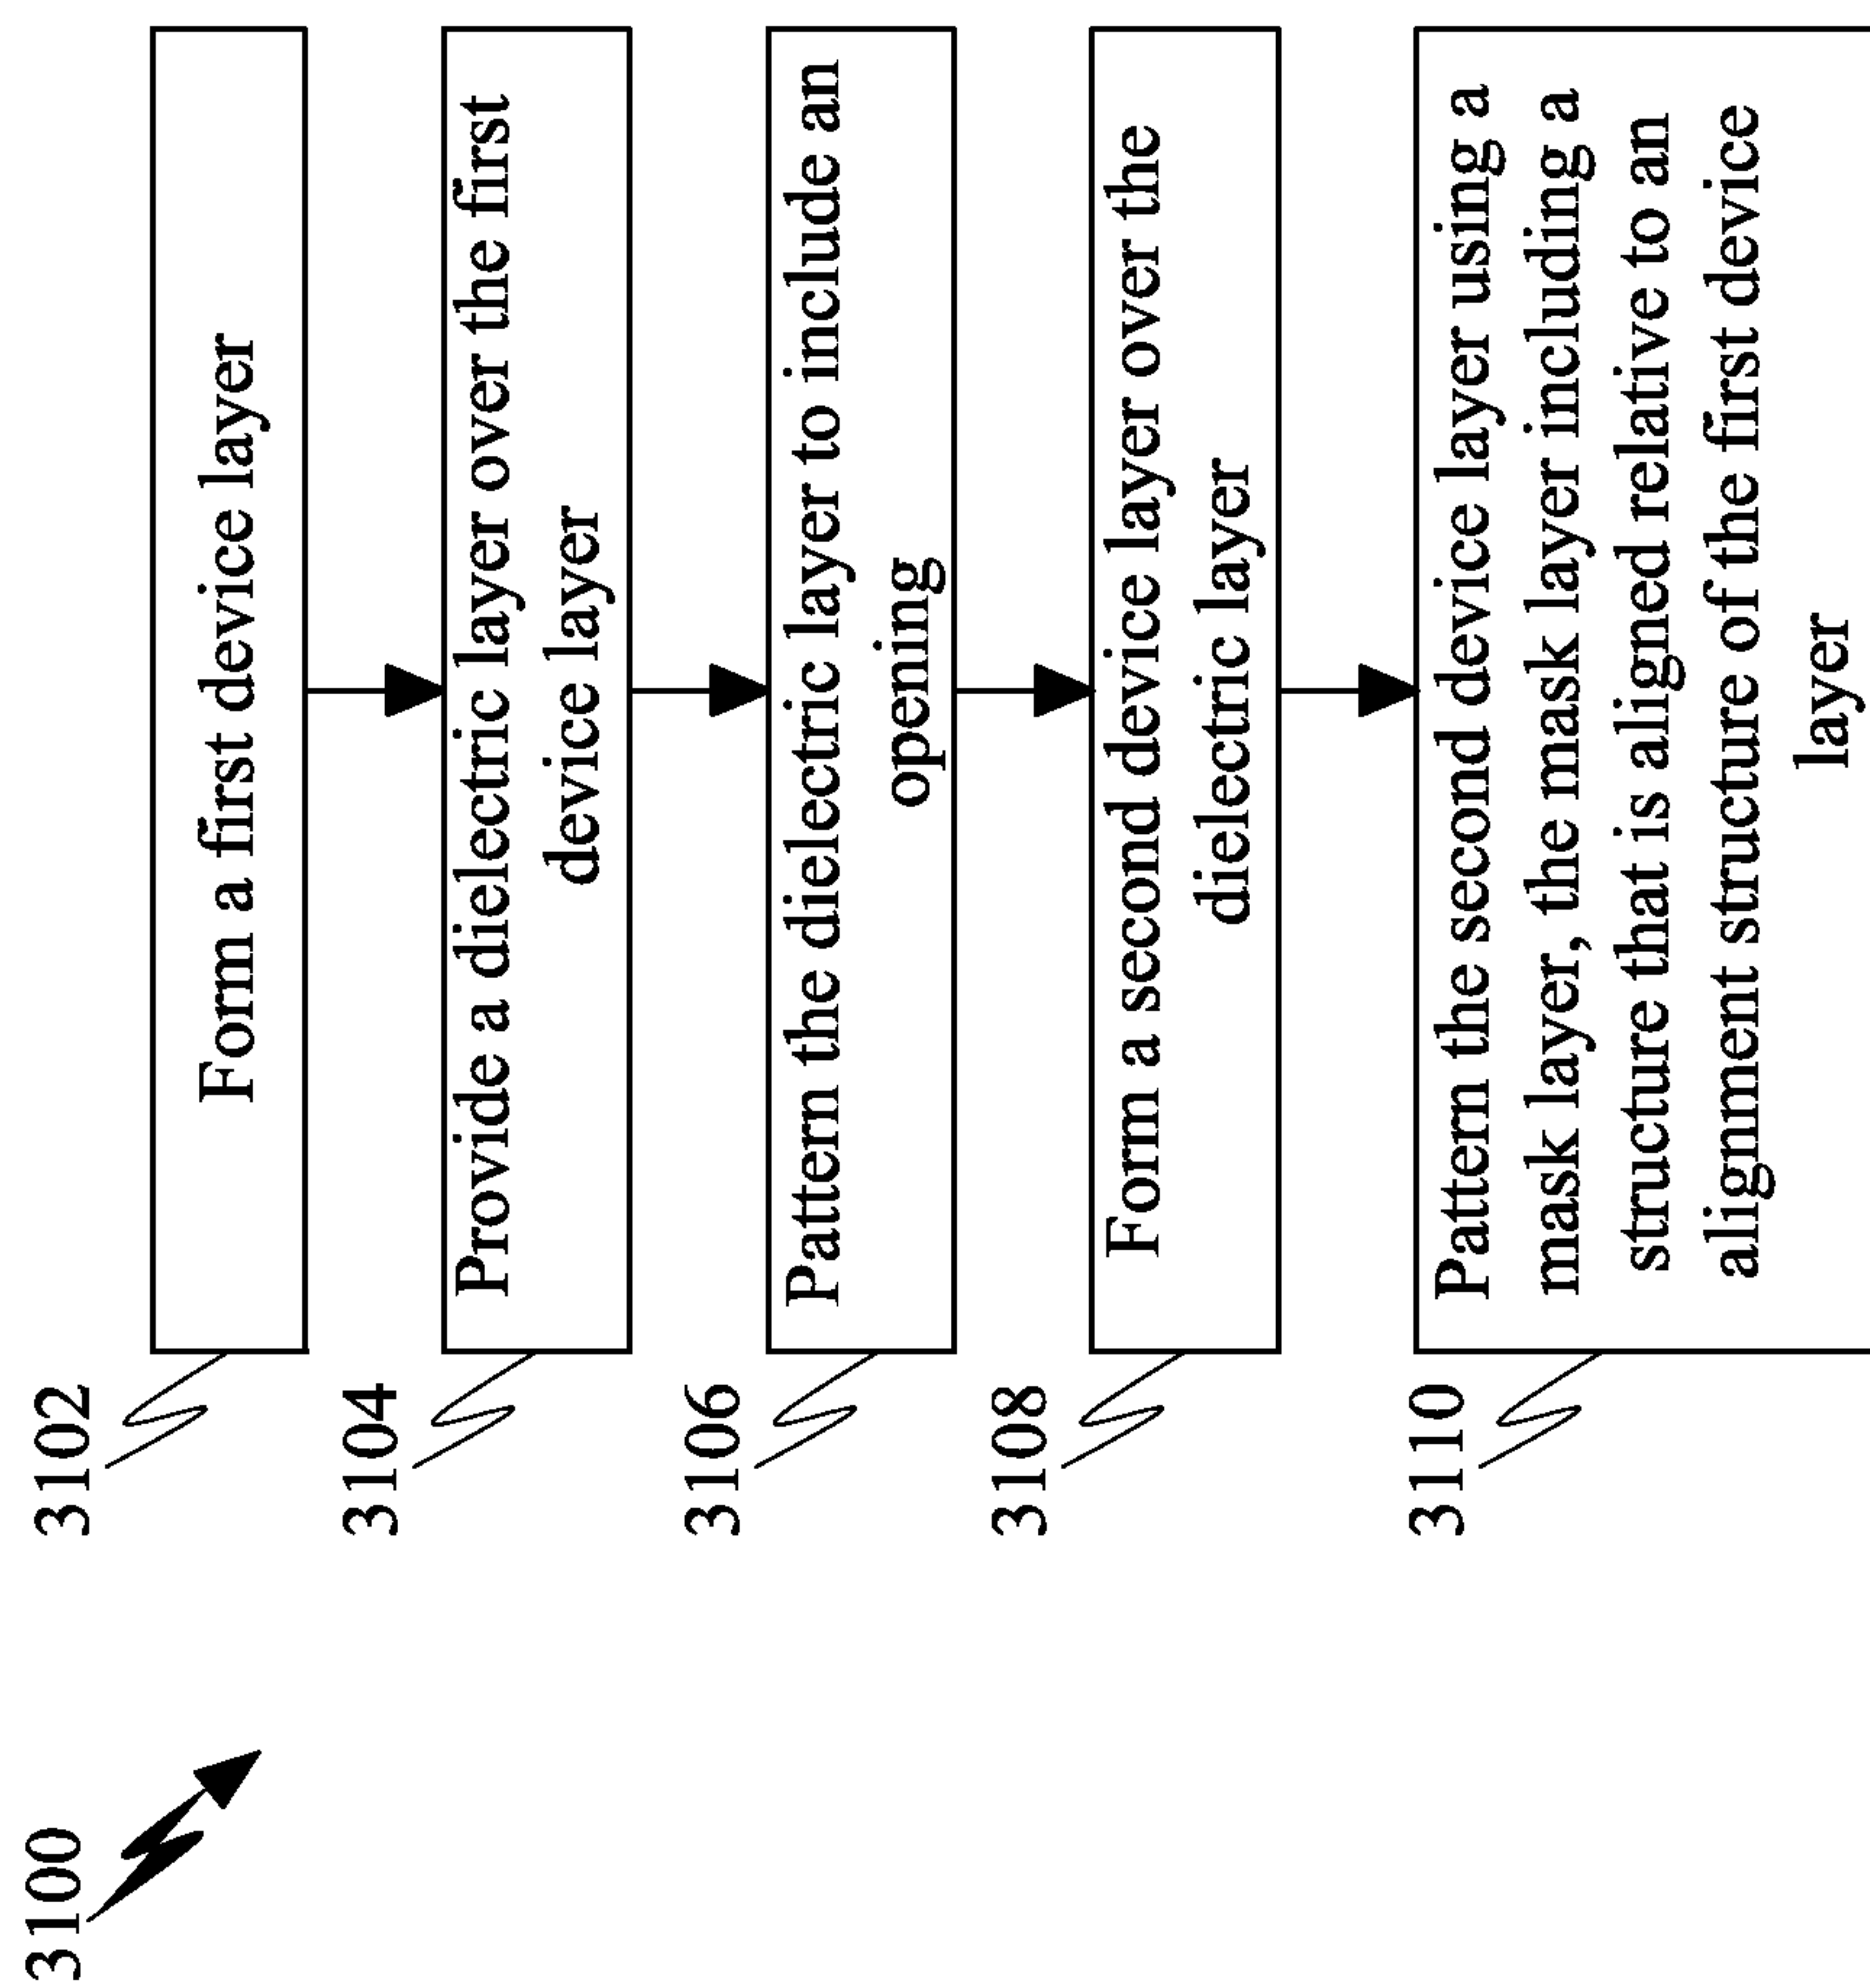 3100
3102
Form a first device layer
3104
Provide a dielectric layer over the first
device layer
3106
Pattern the dielectric layer to include an
opening
3108
Form a second device layer over the
dielectric layer
3110
Pattern the second device layer using a
mask layer, the mask layer including a
structure that is aligned relative to an
alignment structure of the first device
layer